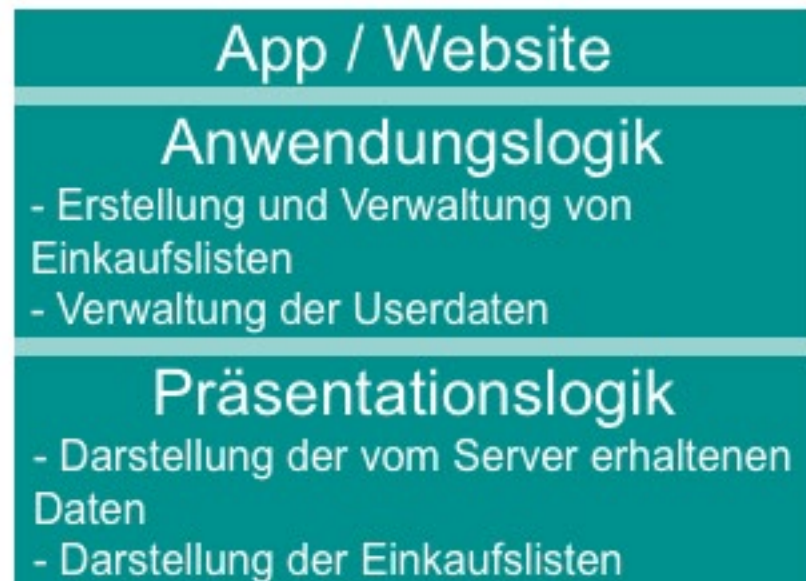 App / Website
Anwendungslogik
- Erstellung und Verwaltung von
Einkaufslisten
- Verwaltung der Userdaten
Präsentationslogik
- Darstellung der vom Server erhaltenen
Daten
- Darstellung der Einkaufslisten